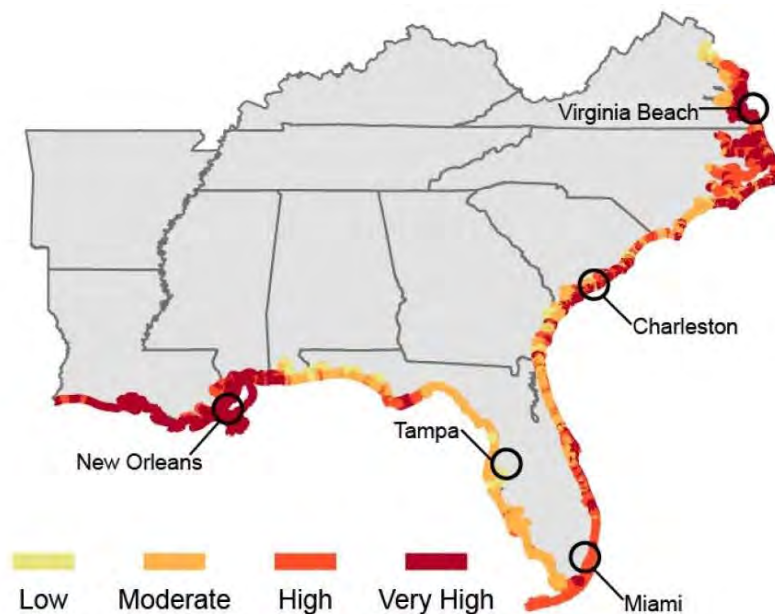 Virginia Beach
Charleston
Tampa
New Orleans
Miami
Low Moderate High Very High